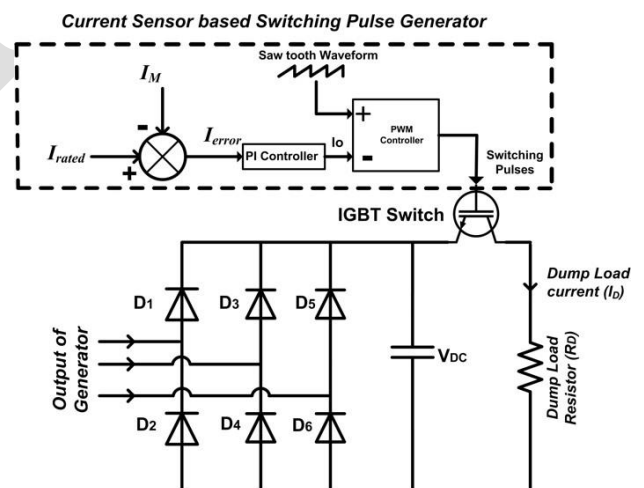 Current Sensor based Switching Pulse Generator
Saw tooth Waveform
IM
-
Irated
+
Ierror
PI Controller
Io
+
-
PWM
Controller
Switching
Pulses
IGBT Switch
D1
D3
D5
Dump Load
current (ID)
Output of
Generator
VDC
Dump Load
Resistor (RD)
D2
D4
D6